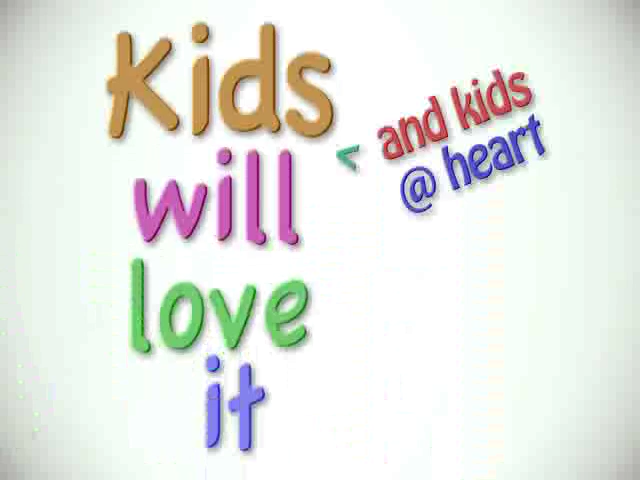 Kids
will
love
it
< and kids
@ heart